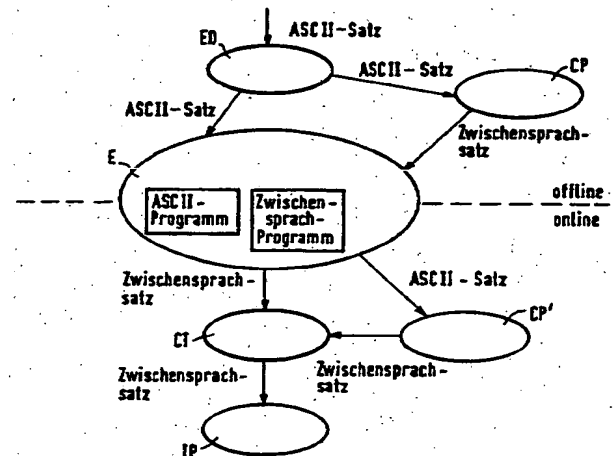 ASCII-Satz
ED
ASCII-Satz
CP
ASCII-Satz
Zwischensprach-
satz
E
ASCII-
Programm
Zwischen-
sprach-
Programm
offline
online
Zwischensprach-
satz
ASCII-Satz
CP'
CI
Zwischensprach-
satz
Zwischensprach-
satz
IP